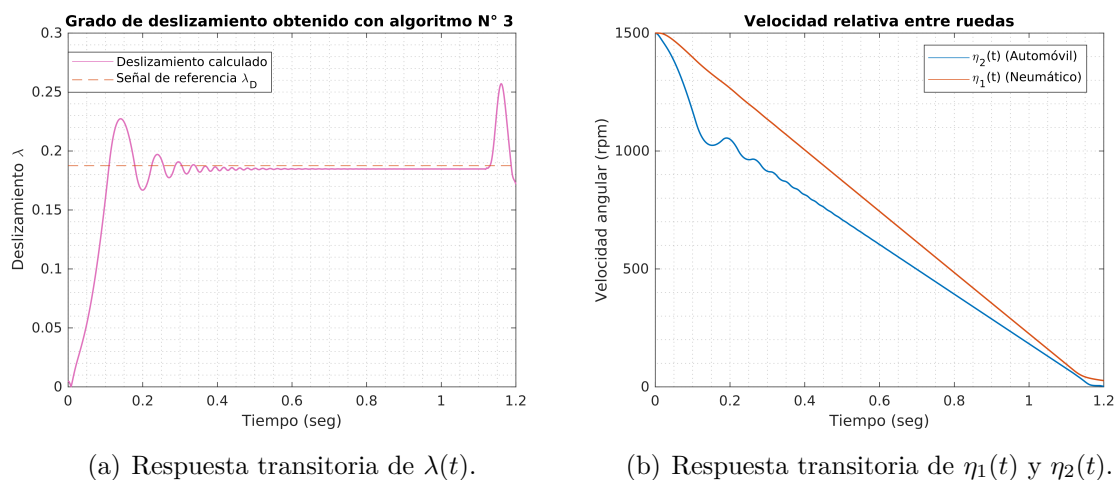 Grado de deslizamiento obtenido con algoritmo N° 3
0.3
0.25
0.2
0.15
0.1
0.05
0
Deslizamiento λ
Deslizamiento calculado
Señal de referencia λ_D
0 0.2 0.4 0.6 0.8 1 1.2
Tiempo (seg)
(a) Respuesta transitoria de λ(t).
Velocidad relativa entre ruedas
1500
1000
500
0
Velocidad angular (rpm)
η₂(t) (Automóvil)
η₁(t) (Neumático)
0 0.2 0.4 0.6 0.8 1 1.2
Tiempo (seg)
(b) Respuesta transitoria de η₁(t) y η₂(t).